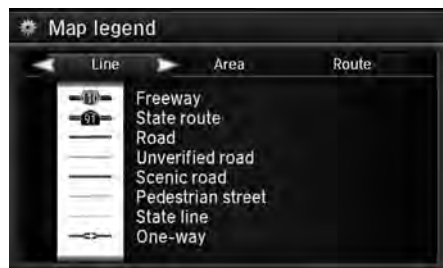 Map legend
Line Area Route
110 Freeway
91 State route
Road
Unverified road
Scenic road
Pedestrian street
State line
One-way